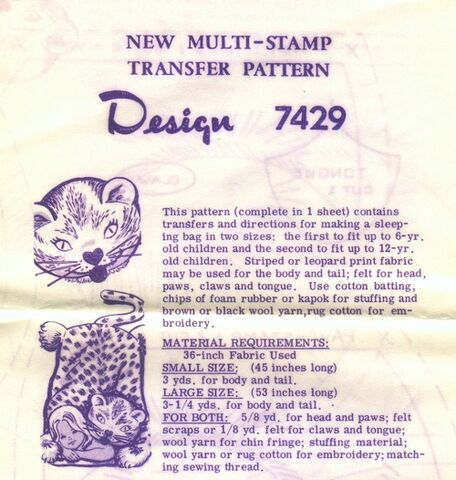 NEW MULTI-STAMP
TRANSFER PATTERN
Design 7429
TONGUE
CUT 1
This pattern (complete in 1 sheet) contains
transfers and directions for making a sleep-
ing bag in two sizes: the first to fit up to 6-yr.
old children and the second to fit up to 12-yr.
old children. Striped or leopard print fabric
may be used for the body and tail; felt for head,
paws, claws and tongue. Use cotton batting,
chips of foam rubber or kapok for stuffing and
brown or black wool yarn,rug cotton for em-
broidery.
MATERIAL REQUIREMENTS:
36-inch Fabric Used
SMALL SIZE: (45 inches long)
3 yds. for body and tail.
LARGE SIZE: (53 inches long)
3-1/4 yds. for body and tail.
FOR BOTH: 5/8 yd. for head and paws; felt
scraps or 1/8 yd. felt for claws and tongue;
wool yarn for chin fringe; stuffing material;
wool yarn or rug cotton for embroidery;match-
ing sewing thread.